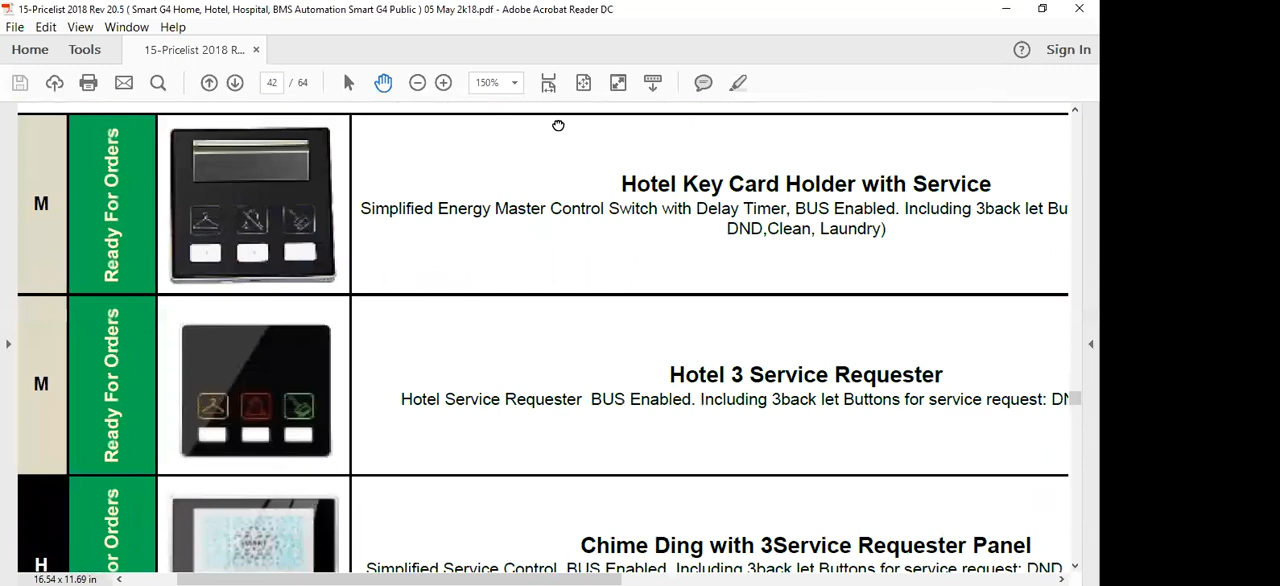 15-Pricelist 2018 Rev 20.5 ( Smart G4 Home, Hotel, Hospital, BMS Automation Smart G4 Public ) 05 May 2k18.pdf - Adobe Acrobat Reader DC
File Edit View Window Help
Home Tools 15-Pricelist 2018 R... × Sign In
42 / 64 150%
M
Ready For Orders
Hotel Key Card Holder with Service
Simplified Energy Master Control Switch with Delay Timer, BUS Enabled. Including 3back let Bu
DND,Clean, Laundry)
M
Ready For Orders
Hotel 3 Service Requester
Hotel Service Requester BUS Enabled. Including 3back let Buttons for service request: DN
H
or Orders
Chime Ding with 3Service Requester Panel
Simplified Service Control, BUS Enabled. Including 3back let Buttons for service request: DND,
16.54 x 11.69 in